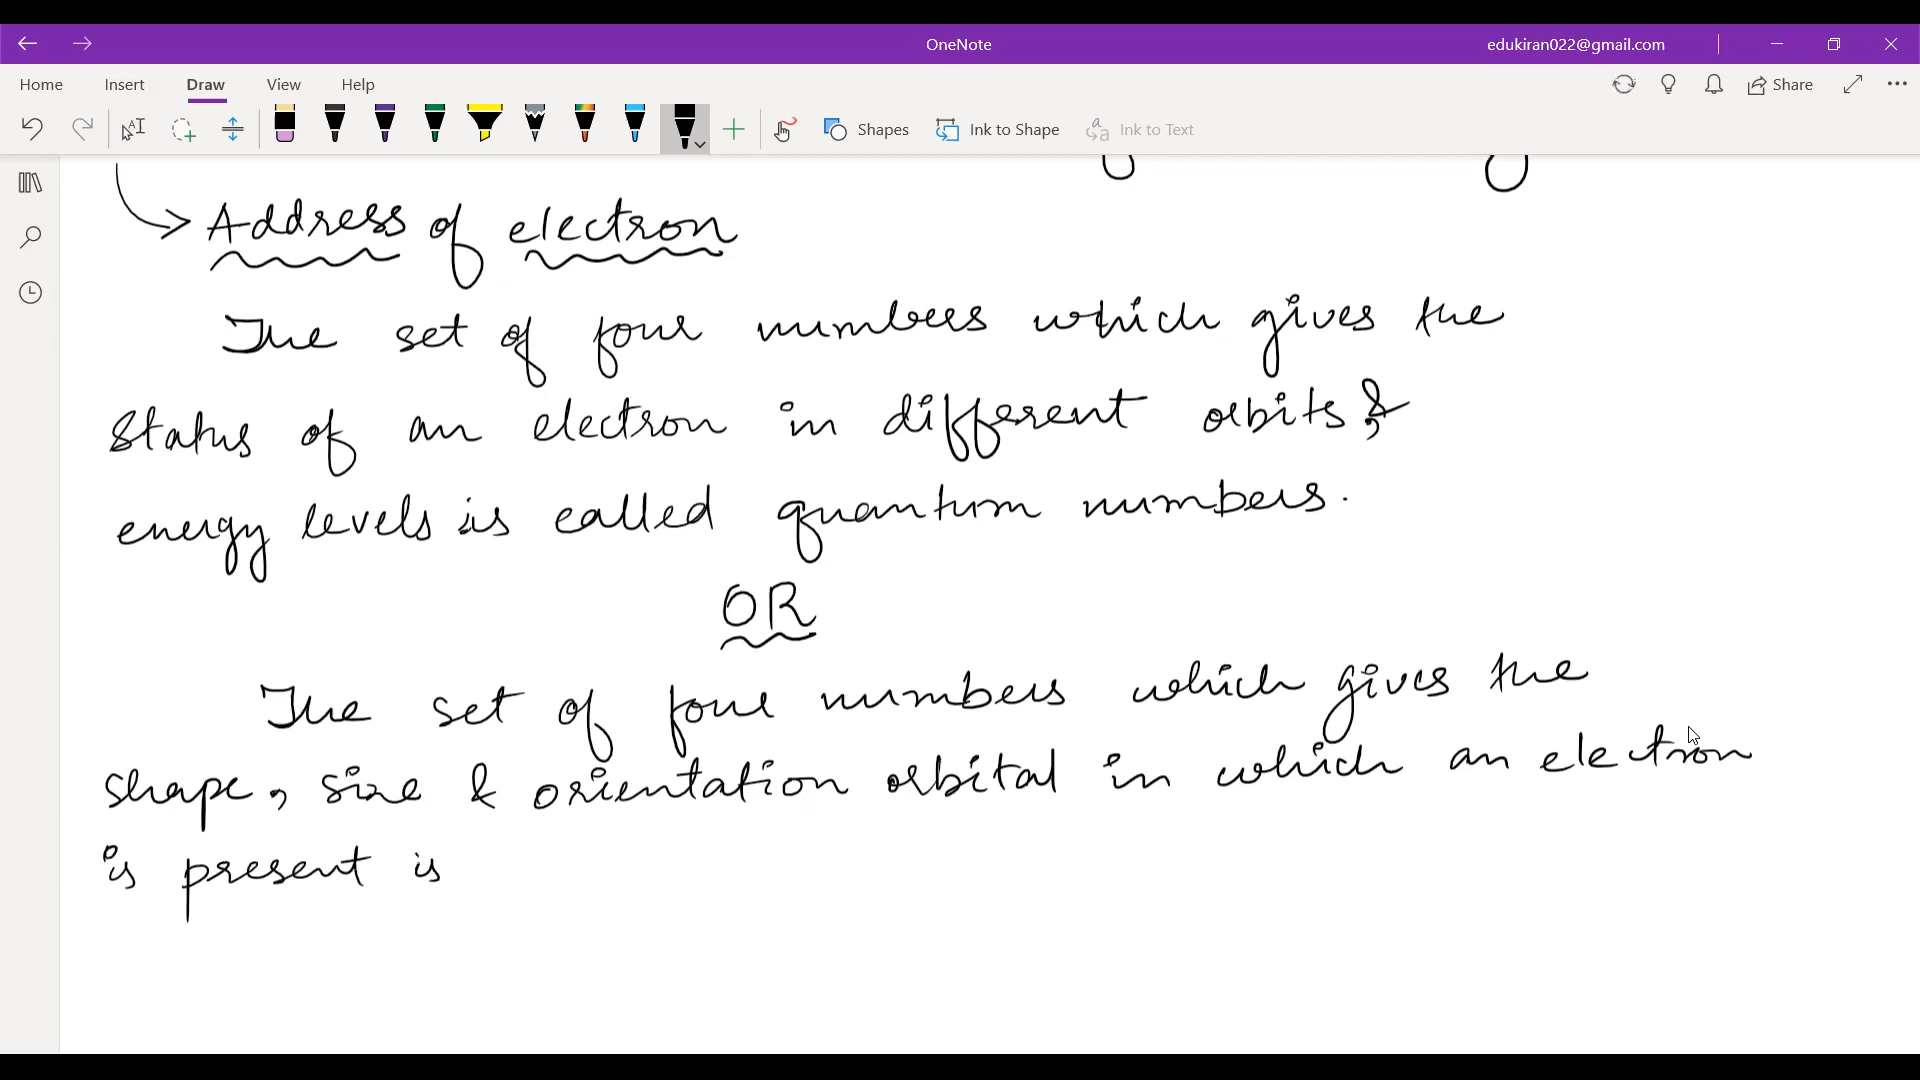 OneNote
edukiran022@gmail.com
Home Insert Draw View Help
Share
Shapes Ink to Shape Ink to Text
Address of electron
The set of four numbers which gives the
status of an electron in different orbits &
energy levels is called quantum numbers.
OR
The set of four numbers which gives the
shape, size & orientation orbital in which an electron
is present is